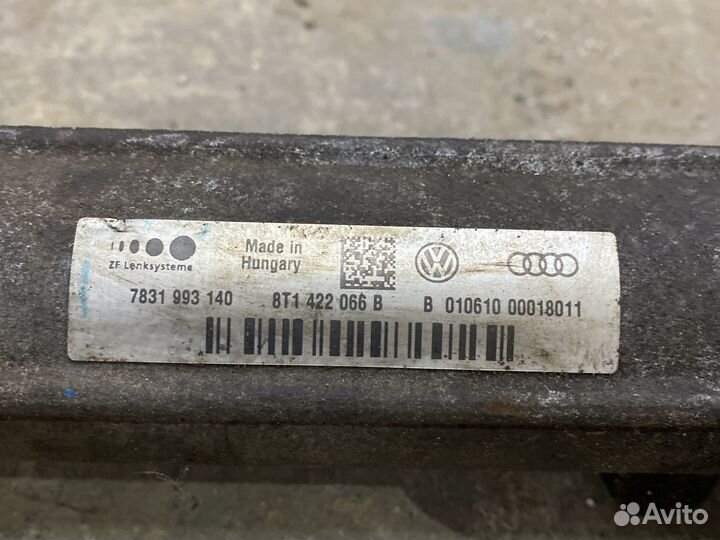 Made in
Hungary
ZF Lenksysteme
7831 993 140 8T1 422 066 B B 010610 00018011
Avito